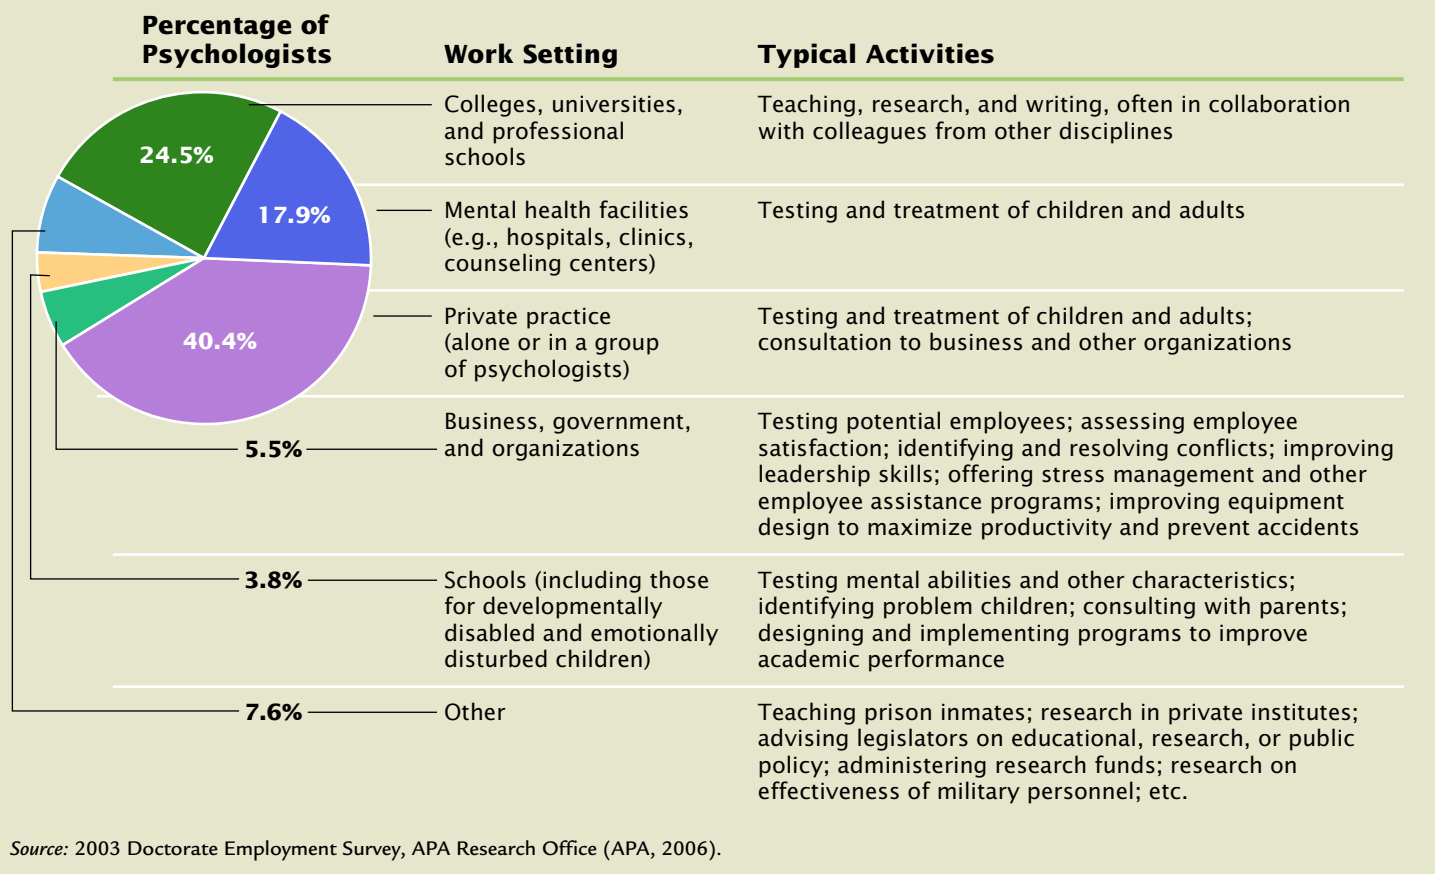 Percentage of
Psychologists
Work Setting
Typical Activities
24.5%
Colleges, universities,
and professional
schools
Teaching, research, and writing, often in collaboration
with colleagues from other disciplines
17.9%
Mental health facilities
(e.g., hospitals, clinics,
counseling centers)
Testing and treatment of children and adults
40.4%
Private practice
(alone or in a group
of psychologists)
Testing and treatment of children and adults;
consultation to business and other organizations
5.5%
Business, government,
and organizations
Testing potential employees; assessing employee
satisfaction; identifying and resolving conflicts; improving
leadership skills; offering stress management and other
employee assistance programs; improving equipment
design to maximize productivity and prevent accidents
3.8%
Schools (including those
for developmentally
disabled and emotionally
disturbed children)
Testing mental abilities and other characteristics;
identifying problem children; consulting with parents;
designing and implementing programs to improve
academic performance
7.6%
Other
Teaching prison inmates; research in private institutes;
advising legislators on educational, research, or public
policy; administering research funds; research on
effectiveness of military personnel; etc.
Source: 2003 Doctorate Employment Survey, APA Research Office (APA, 2006).